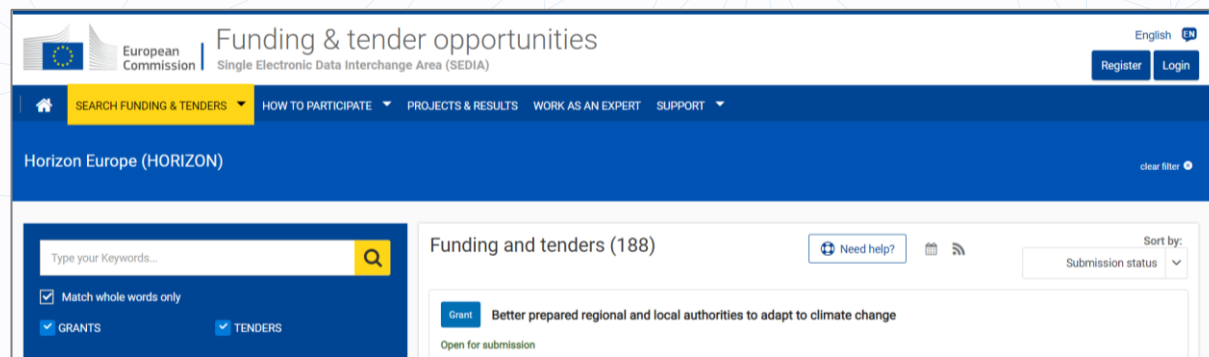 European
Commission
Funding & tender opportunities
Single Electronic Data Interchange Area (SEDIA)
English EN
Register Login
SEARCH FUNDING & TENDERS HOW TO PARTICIPATE PROJECTS & RESULTS WORK AS AN EXPERT SUPPORT
Horizon Europe (HORIZON)
clear filter
Type your Keywords...
Match whole words only
GRANTS TENDERS
Funding and tenders (188)
Need help?
Sort by:
Submission status
Grant Better prepared regional and local authorities to adapt to climate change
Open for submission